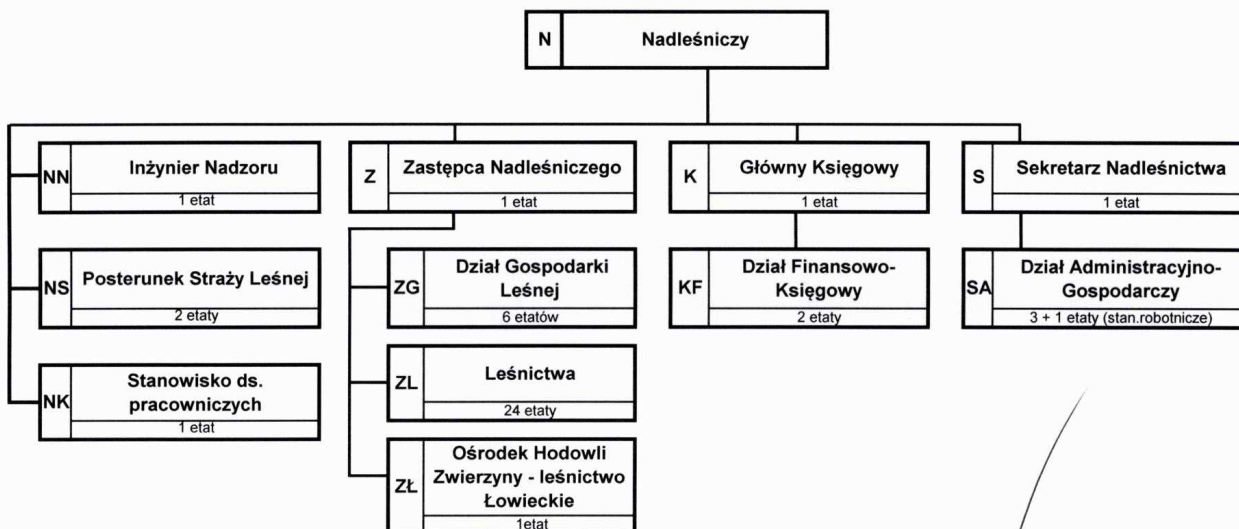 N Nadleśniczy
NN Inżynier Nadzoru
1 etat
Z Zastępca Nadleśniczego
1 etat
K Główny Księgowy
1 etat
S Sekretarz Nadleśnictwa
1 etat
NS Posterunek Straży Leśnej
2 etaty
ZG Dział Gospodarki
Leśnej
6 etatów
KF Dział Finansowo-
Księgowy
2 etaty
SA Dział Administracyjno-
Gospodarczy
3 + 1 etaty (stan.robotnicze)
NK Stanowisko ds.
pracowniczych
1 etat
ZL Leśnictwa
24 etaty
ZŁ Ośrodek Hodowli
Zwierzyny - leśnictwo
Łowieckie
1etat